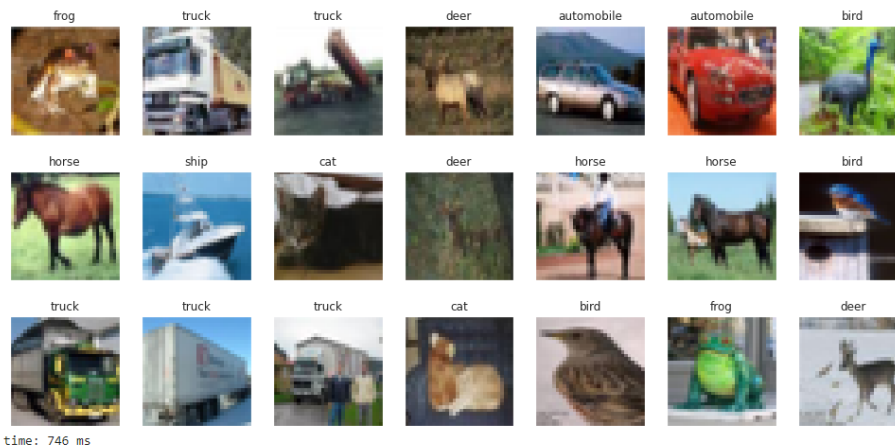 frog truck truck deer automobile automobile bird
horse ship cat deer horse horse bird
truck truck truck cat bird frog deer
time: 746 ms